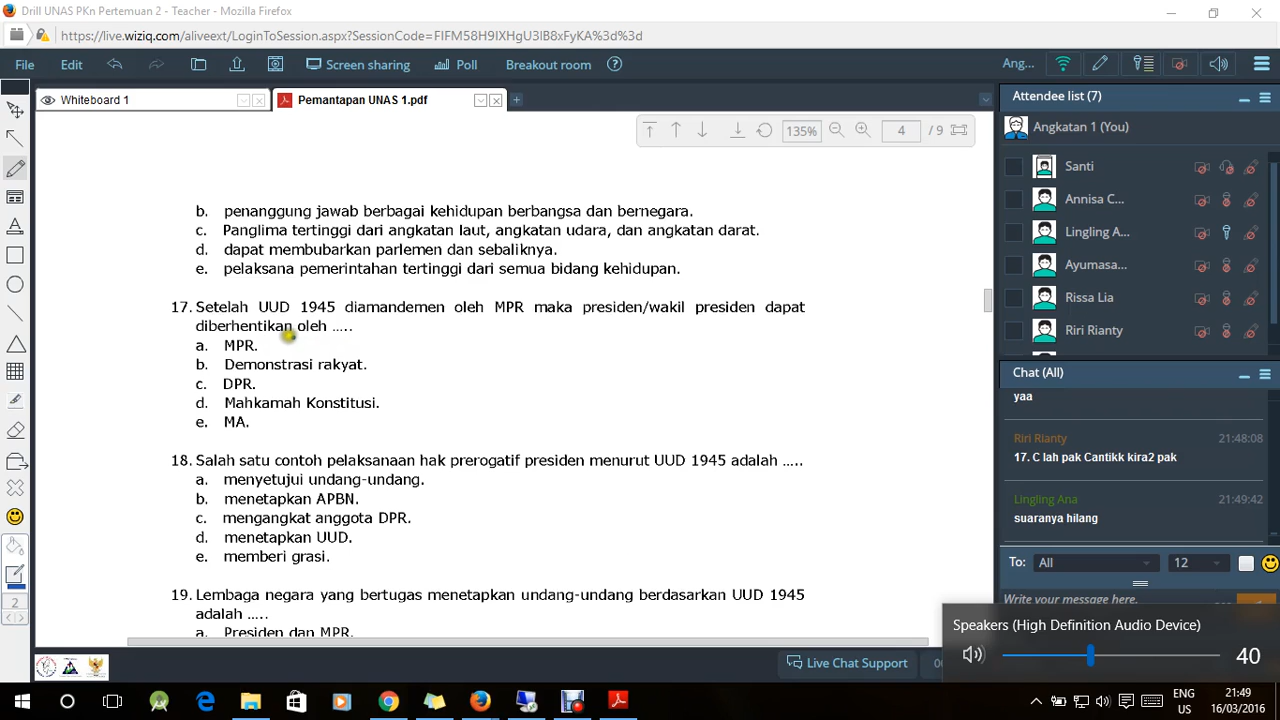 Drill UNAS PKn Pertemuan 2 - Teacher - Mozilla Firefox
https://live.wiziq.com/aliveext/LoginToSession.aspx?SessionCode=FIFM58H9IXHgU3lB8xFyKA%3d%3d
File Edit Screen sharing Poll Breakout room ? Ang...
Whiteboard 1
Pemantapan UNAS 1.pdf
135% 4 / 9
b. penanggung jawab berbagai kehidupan berbangsa dan bernegara.
c. Panglima tertinggi dari angkatan laut, angkatan udara, dan angkatan darat.
d. dapat membubarkan parlemen dan sebaliknya.
e. pelaksana pemerintahan tertinggi dari semua bidang kehidupan.
17. Setelah UUD 1945 diamandemen oleh MPR maka presiden/wakil presiden dapat
diberhentikan oleh .....
a. MPR.
b. Demonstrasi rakyat.
c. DPR.
d. Mahkamah Konstitusi.
e. MA.
18. Salah satu contoh pelaksanaan hak prerogatif presiden menurut UUD 1945 adalah .....
a. menyetujui undang-undang.
b. menetapkan APBN.
c. mengangkat anggota DPR.
d. menetapkan UUD.
e. memberi grasi.
19. Lembaga negara yang bertugas menetapkan undang-undang berdasarkan UUD 1945
adalah .....
a. Presiden dan MPR.
2
Attendee list (7)
Angkatan 1 (You)
Santi
Annisa C...
Lingling A...
Ayumasa...
Rissa Lia
Riri Rianty
Chat (All)
yaa
Riri Rianty 21:48:08
17. C lah pak Cantikk kira2 pak
Lingling Ana 21:49:42
suaranya hilang
To: All 12
Write your message here.
Speakers (High Definition Audio Device)
40
Live Chat Support
ENG 21:49
US 16/03/2016